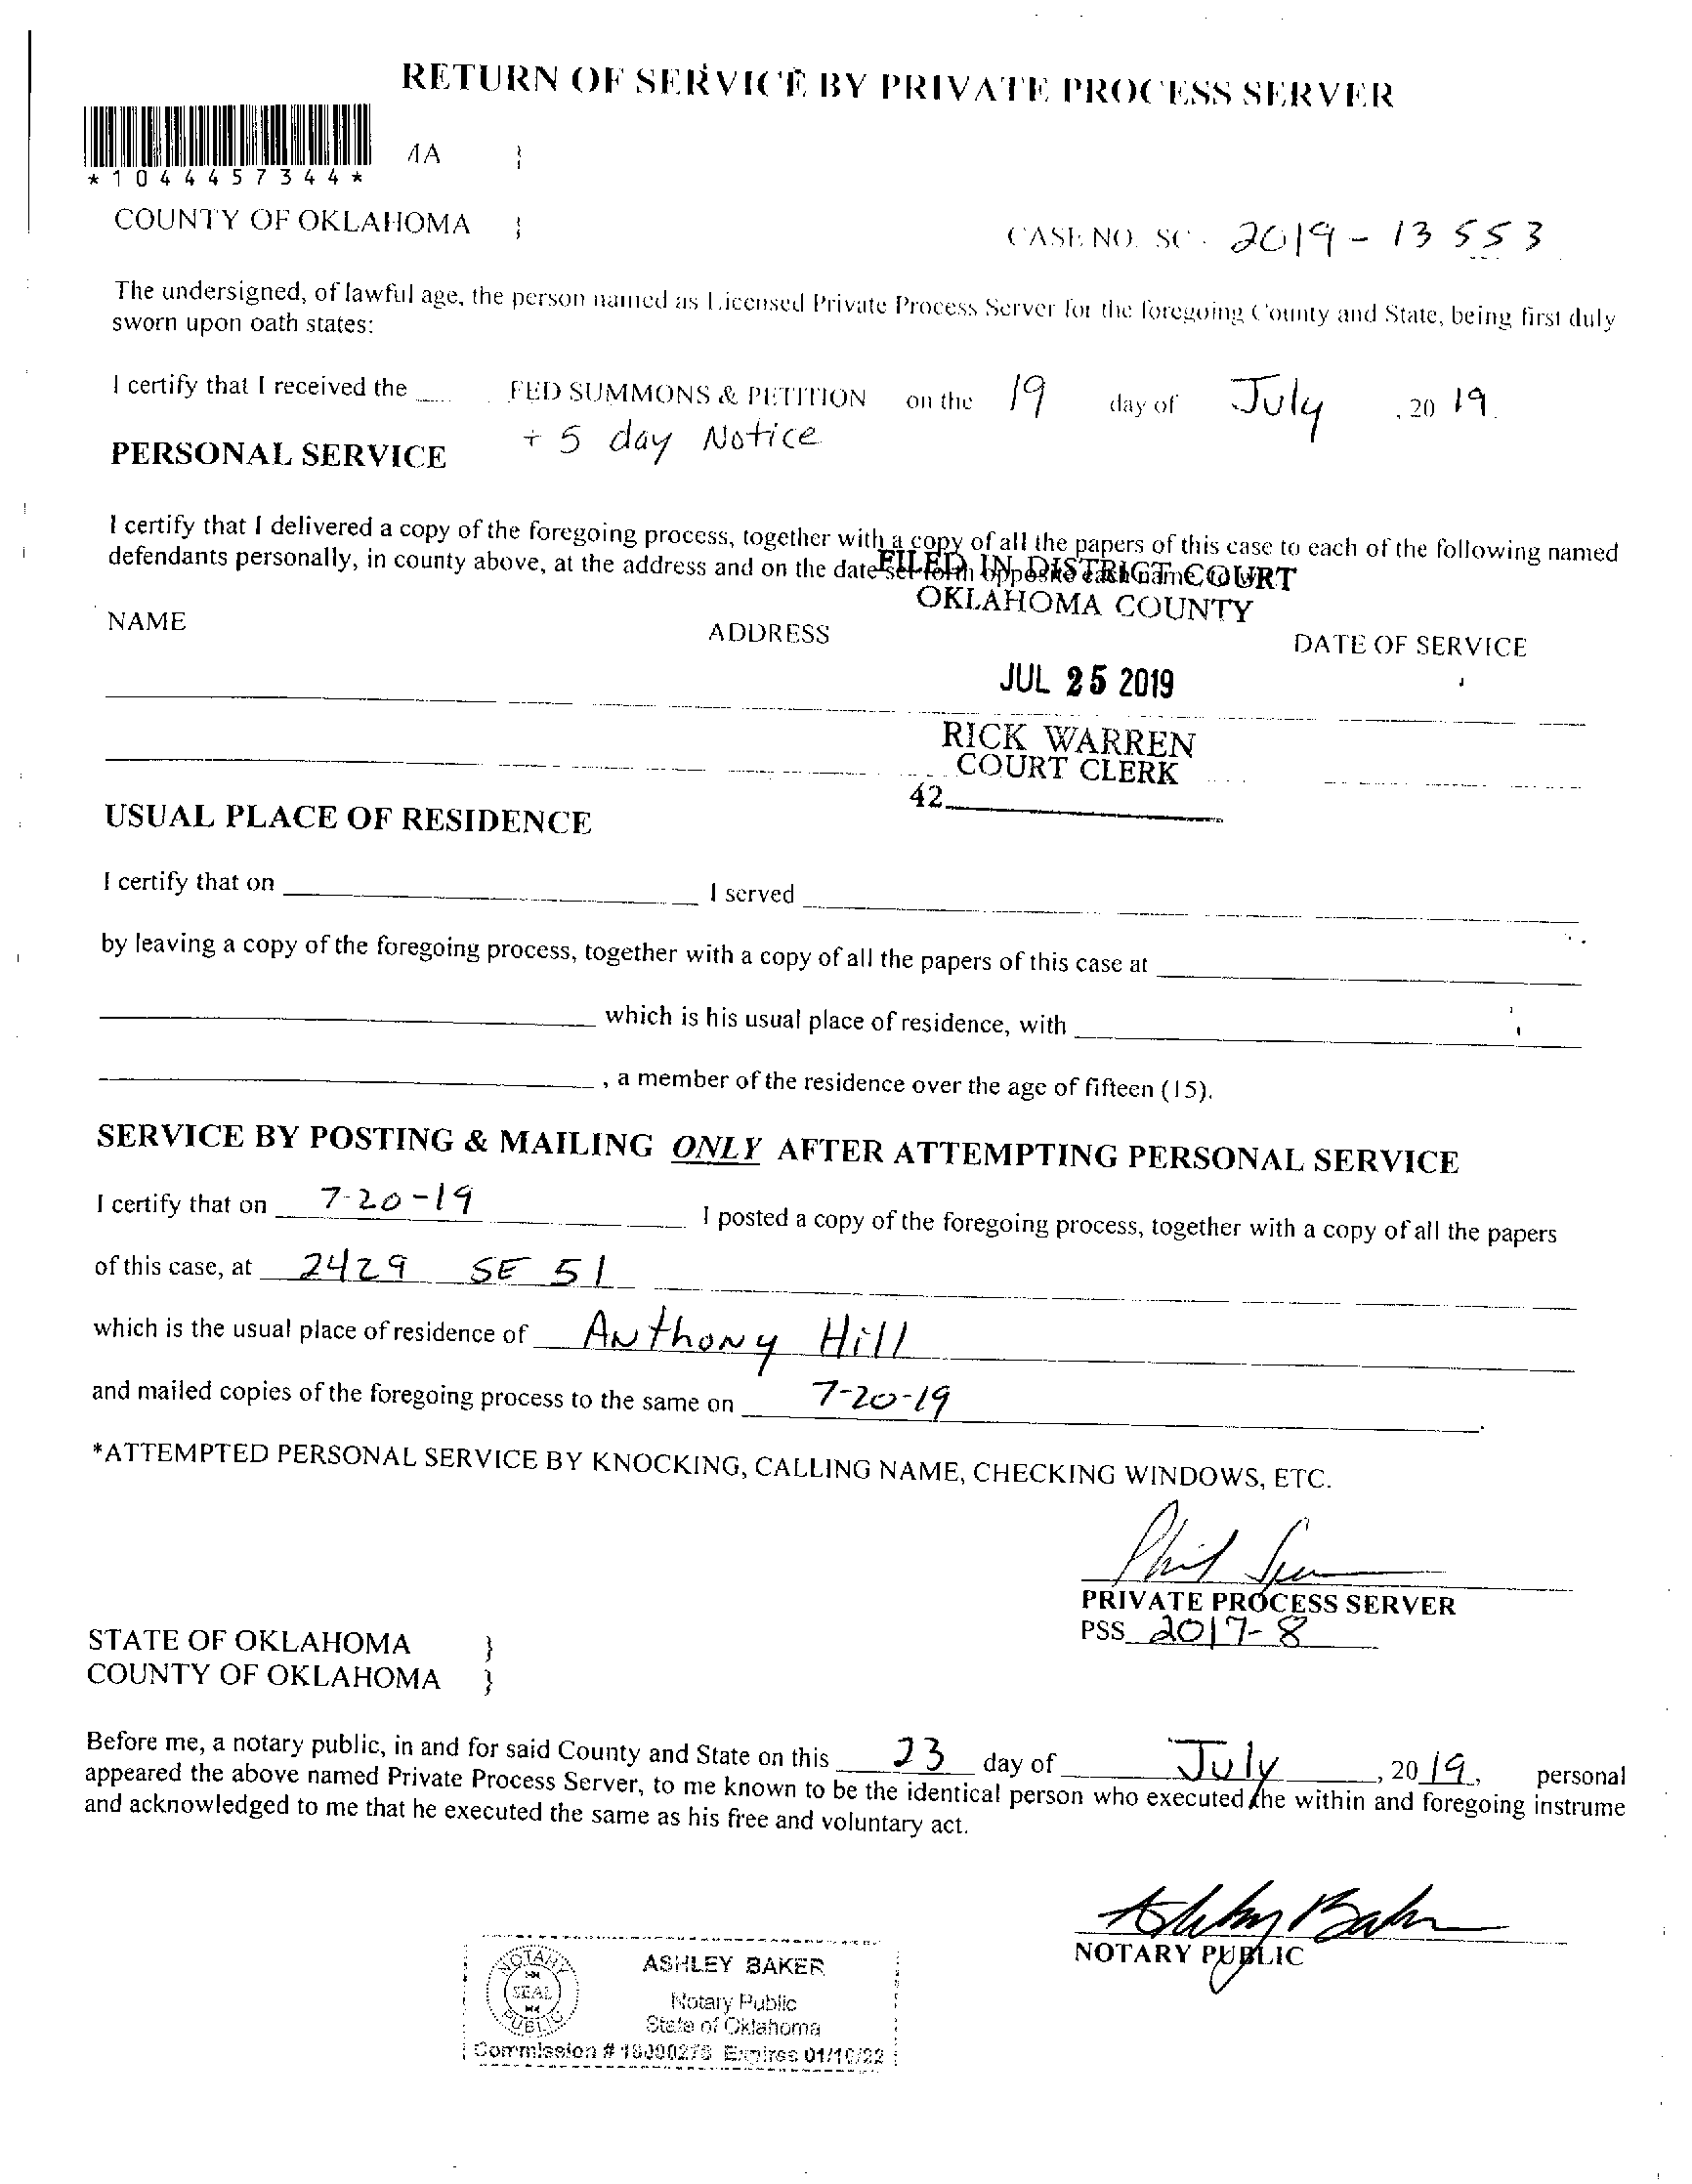 RETURN OF SERVICE BY PRIVATE PROCESS SERVER
MA }
*1044457344*
COUNTY OF OKLAHOMA }
CASE NO. SC - 2019 - 13553
The undersigned, of lawful age, the person named as Licensed Private Process Server for the foregoing County and State, being first duly
sworn upon oath states:
I certify that I received the FED SUMMONS & PETITION on the 19 day of July , 20 19.
+ 5 day Notice
PERSONAL SERVICE
I certify that I delivered a copy of the foregoing process, together with a copy of all the papers of this case to each of the following named
defendants personally, in county above, at the address and on the date set forth opposite each name
FILED IN DISTRICT COURT
OKLAHOMA COUNTY
NAME ADDRESS DATE OF SERVICE
JUL 25 2019
RICK WARREN
COURT CLERK
42
USUAL PLACE OF RESIDENCE
I certify that on I served
by leaving a copy of the foregoing process, together with a copy of all the papers of this case at
which is his usual place of residence, with
, a member of the residence over the age of fifteen (15).
SERVICE BY POSTING & MAILING ONLY AFTER ATTEMPTING PERSONAL SERVICE
I certify that on 7-20-19 I posted a copy of the foregoing process, together with a copy of all the papers
of this case, at 2429 SE 51
which is the usual place of residence of Anthony Hill
and mailed copies of the foregoing process to the same on 7-20-19
*ATTEMPTED PERSONAL SERVICE BY KNOCKING, CALLING NAME, CHECKING WINDOWS, ETC.
PRIVATE PROCESS SERVER
PSS 2017-8
STATE OF OKLAHOMA }
COUNTY OF OKLAHOMA }
Before me, a notary public, in and for said County and State on this 23 day of July , 20 19, personal
appeared the above named Private Process Server, to me known to be the identical person who executed the within and foregoing instrume
and acknowledged to me that he executed the same as his free and voluntary act.
Ashley Baker
NOTARY PUBLIC
NOTARY
SEAL
PUBLIC
ASHLEY BAKER
Notary Public
State of Oklahoma
Commission # Expires